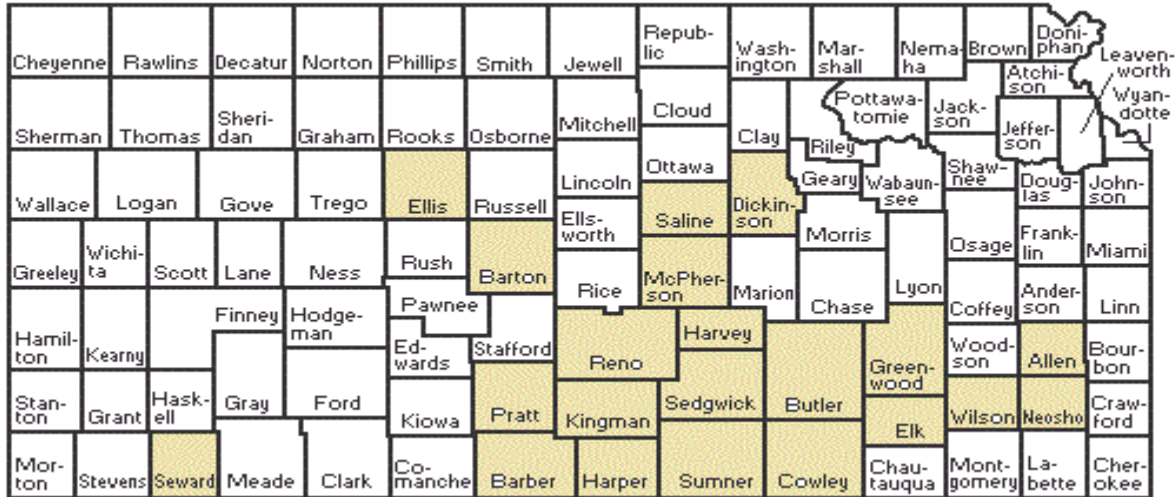 Cheyenne
Rawlins
Decatur
Norton
Phillips
Smith
Jewell
Repub-
lic
Wash-
ington
Mar-
shall
Nema-
ha
Brown
Doni-
phan
Leaven-
worth
Atchi-
son
Wyan-
dotte
Sherman
Thomas
Sheri-
dan
Graham
Rooks
Osborne
Mitchell
Cloud
Clay
Pottawa-
tomie
Jack-
son
Jeffer-
son
Riley
Ottawa
Wallace
Logan
Gove
Trego
Ellis
Russell
Lincoln
Saline
Dickin-
son
Geary
Wabaun-
see
Shaw-
nee
Doug-
las
John-
son
Ells-
worth
Morris
Osage
Frank-
lin
Miami
Greeley
Wichi-
ta
Scott
Lane
Ness
Rush
Barton
Rice
McPher-
son
Marion
Chase
Lyon
Coffey
Ander-
son
Linn
Pawnee
Hamil-
ton
Kearny
Finney
Hodge-
man
Ed-
wards
Stafford
Reno
Harvey
Butler
Green-
wood
Wood-
son
Allen
Bour-
bon
Stan-
ton
Grant
Hask-
ell
Gray
Ford
Kiowa
Pratt
Kingman
Sedgwick
Elk
Wilson
Neosho
Craw-
ford
Mor-
ton
Stevens
Seward
Meade
Clark
Co-
manche
Barber
Harper
Sumner
Cowley
Chau-
tauqua
Mont-
gomery
La-
bette
Cher-
okee